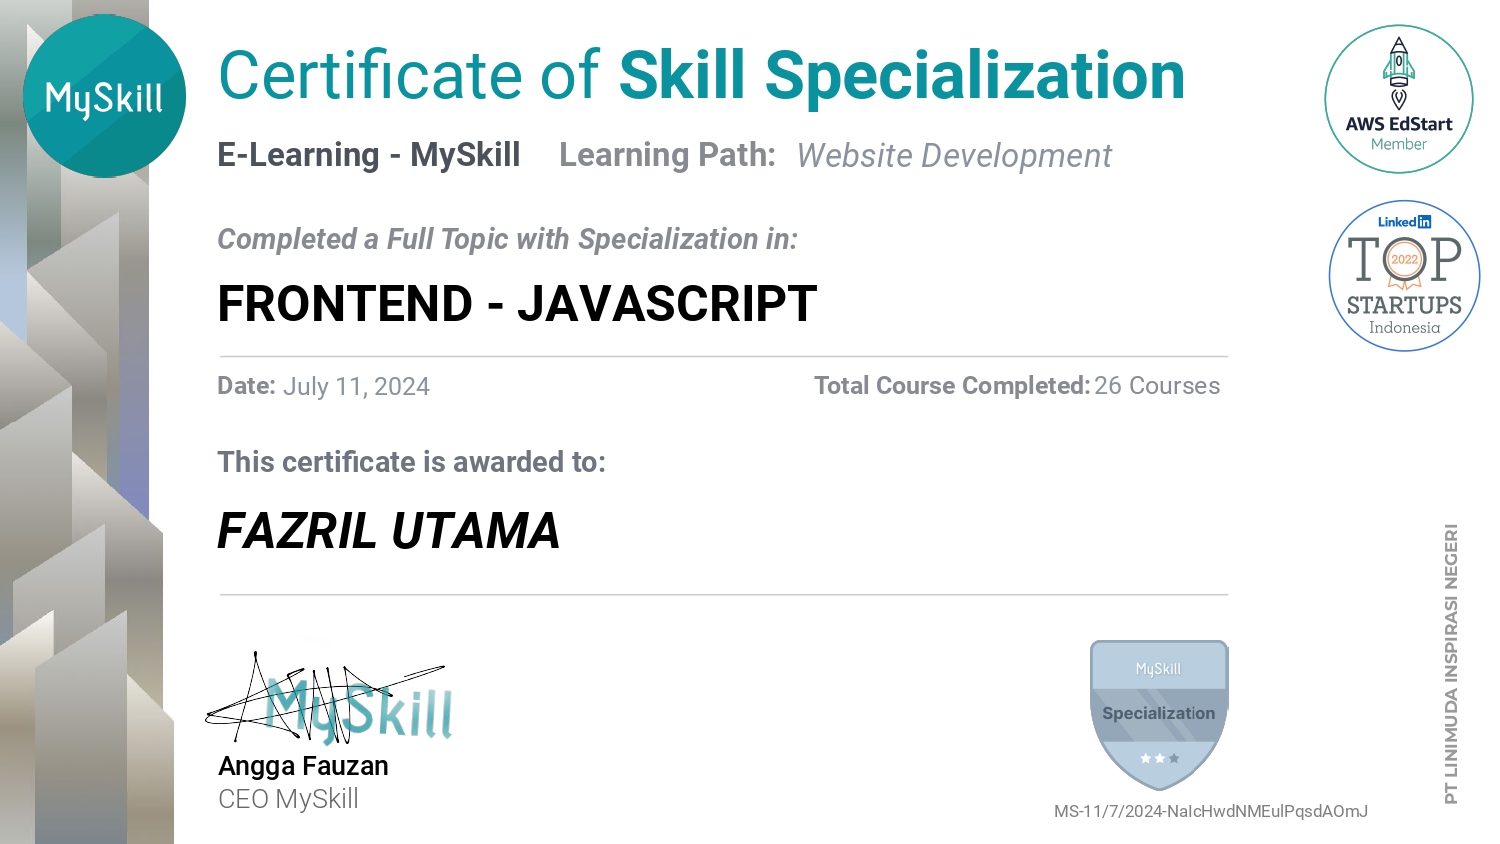 MySkill
Certificate of Skill Specialization
E-Learning - MySkill Learning Path: Website Development
Completed a Full Topic with Specialization in:
FRONTEND - JAVASCRIPT
Date: July 11, 2024 Total Course Completed: 26 Courses
This certificate is awarded to:
FAZRIL UTAMA
MySkill
Angga Fauzan
CEO MySkill
AWS EdStart
Member
Linked in
TOP
2022
STARTUPS
Indonesia
MySkill
Specialization
MS-11/7/2024-NaIcHwdNMEulPqsdAOmJ
PT LINIMUDA INSPIRASI NEGERI